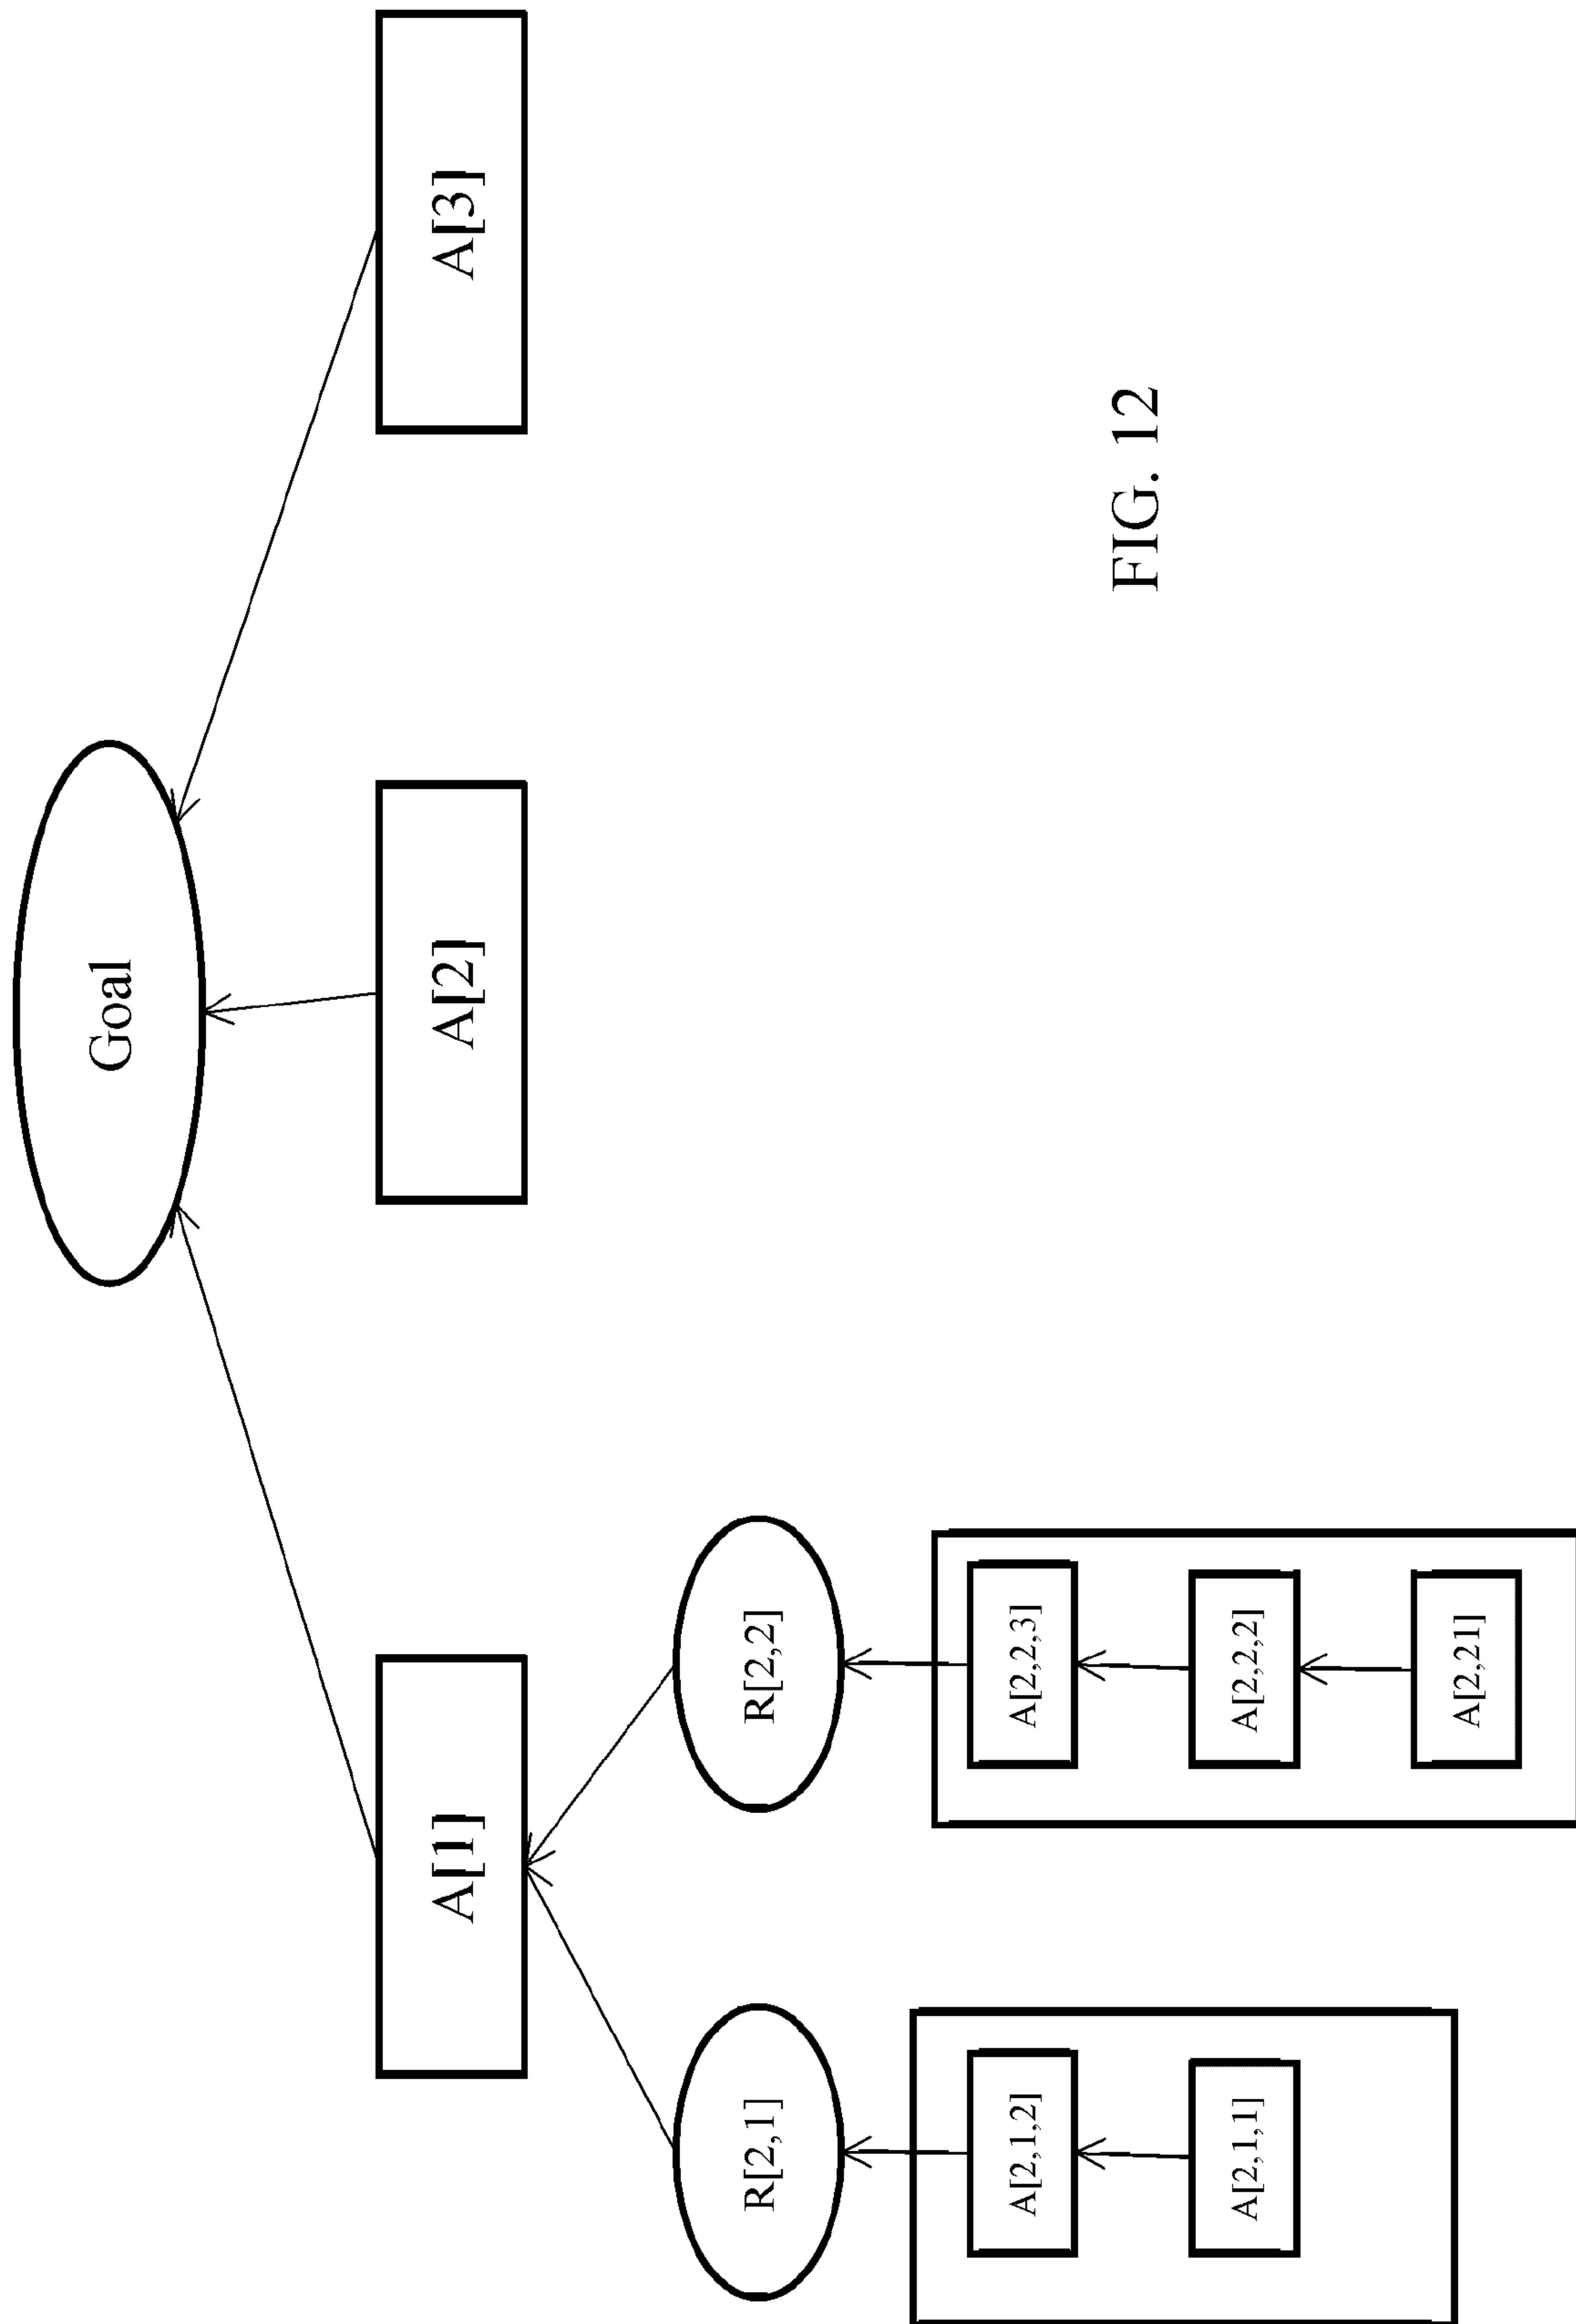 Goal
A[1]
A[2]
A[3]
R[2,1]
R[2,2]
A[2,1,2]
A[2,2,3]
A[2,1,1]
A[2,2,2]
A[2,21]
FIG. 12